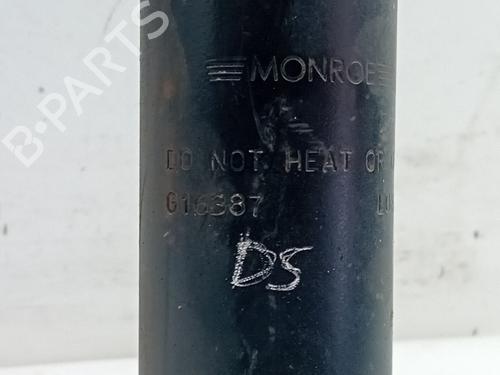 B-PARTS
MONROE
DO NOT HEAT OR
G16387
DS